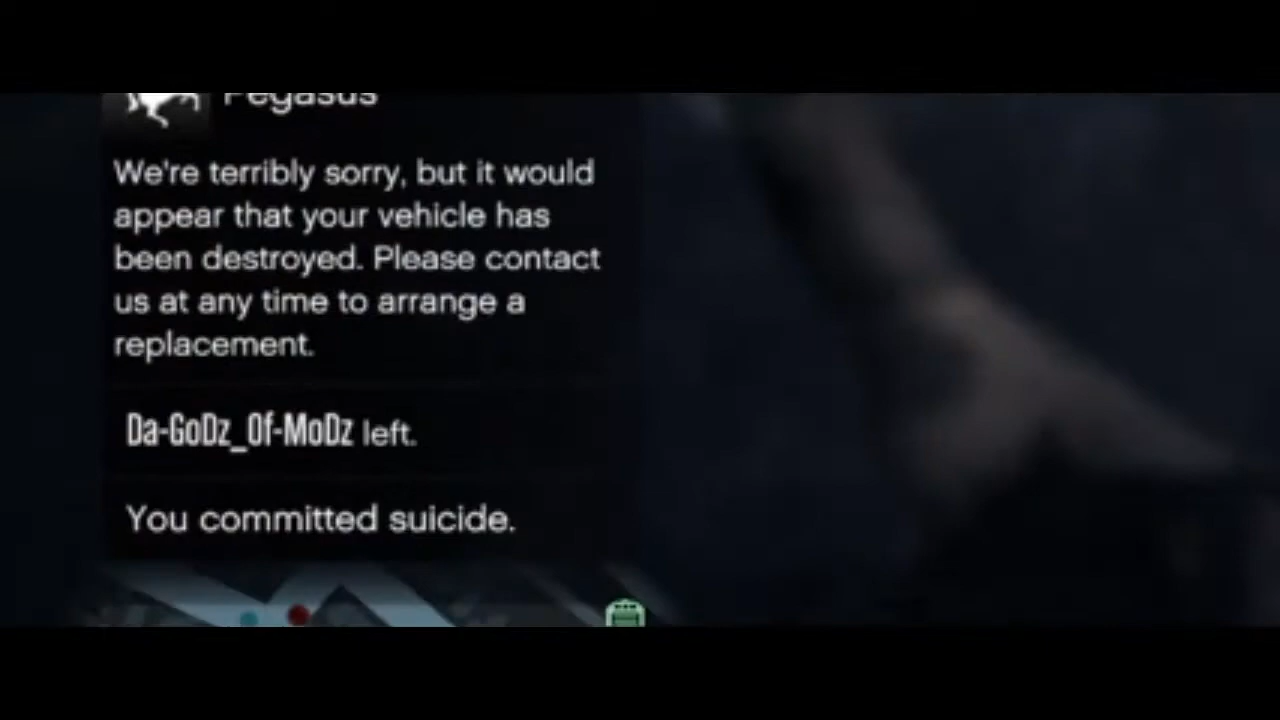 Pegasus
We're terribly sorry, but it would
appear that your vehicle has
been destroyed. Please contact
us at any time to arrange a
replacement.
Da-GoDz_Of-MoDz left.
You committed suicide.